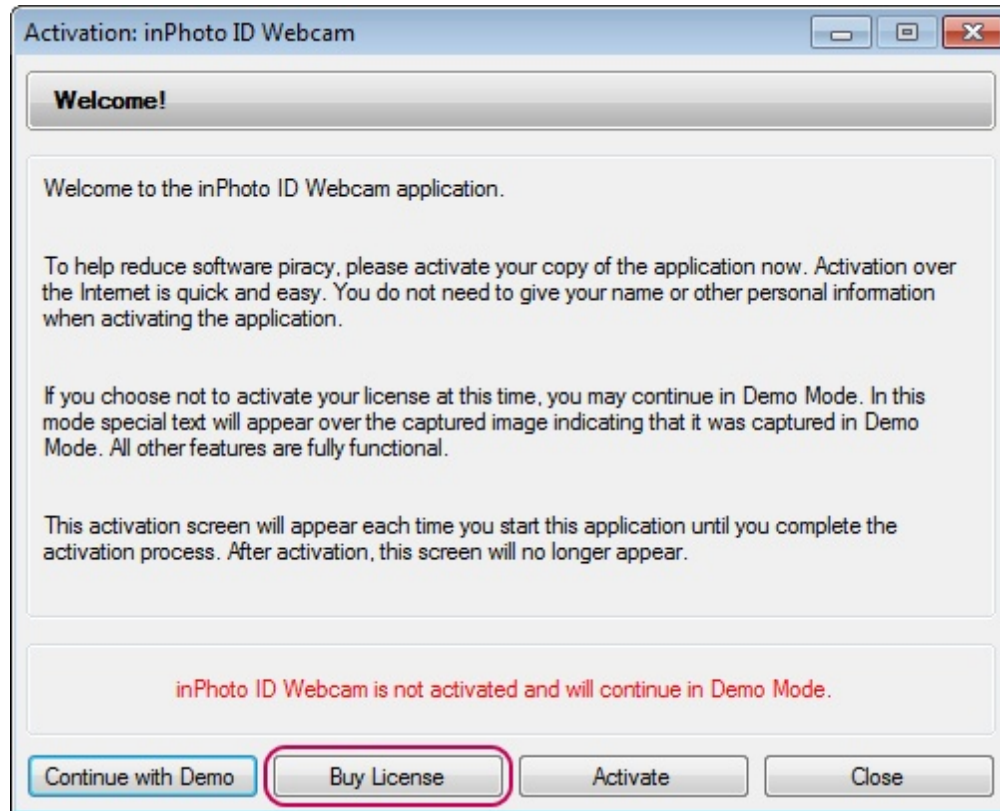 Activation: inPhoto ID Webcam
Welcome!
Welcome to the inPhoto ID Webcam application.
To help reduce software piracy, please activate your copy of the application now. Activation over
the Internet is quick and easy. You do not need to give your name or other personal information
when activating the application.
If you choose not to activate your license at this time, you may continue in Demo Mode. In this
mode special text will appear over the captured image indicating that it was captured in Demo
Mode. All other features are fully functional.
This activation screen will appear each time you start this application until you complete the
activation process. After activation, this screen will no longer appear.
inPhoto ID Webcam is not activated and will continue in Demo Mode.
Continue with Demo Buy License Activate Close